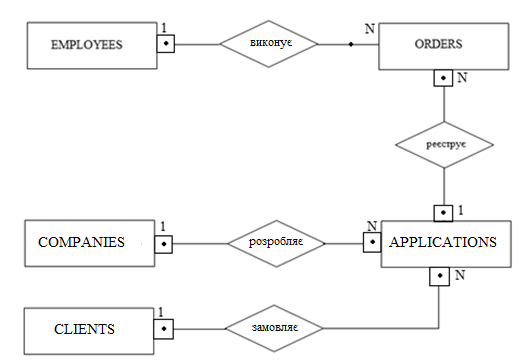 1
N
EMPLOYEES
виконує
ORDERS
N
реєструє
1
1
N
COMPANIES
розробляє
APPLICATIONS
N
1
CLIENTS
замовляє